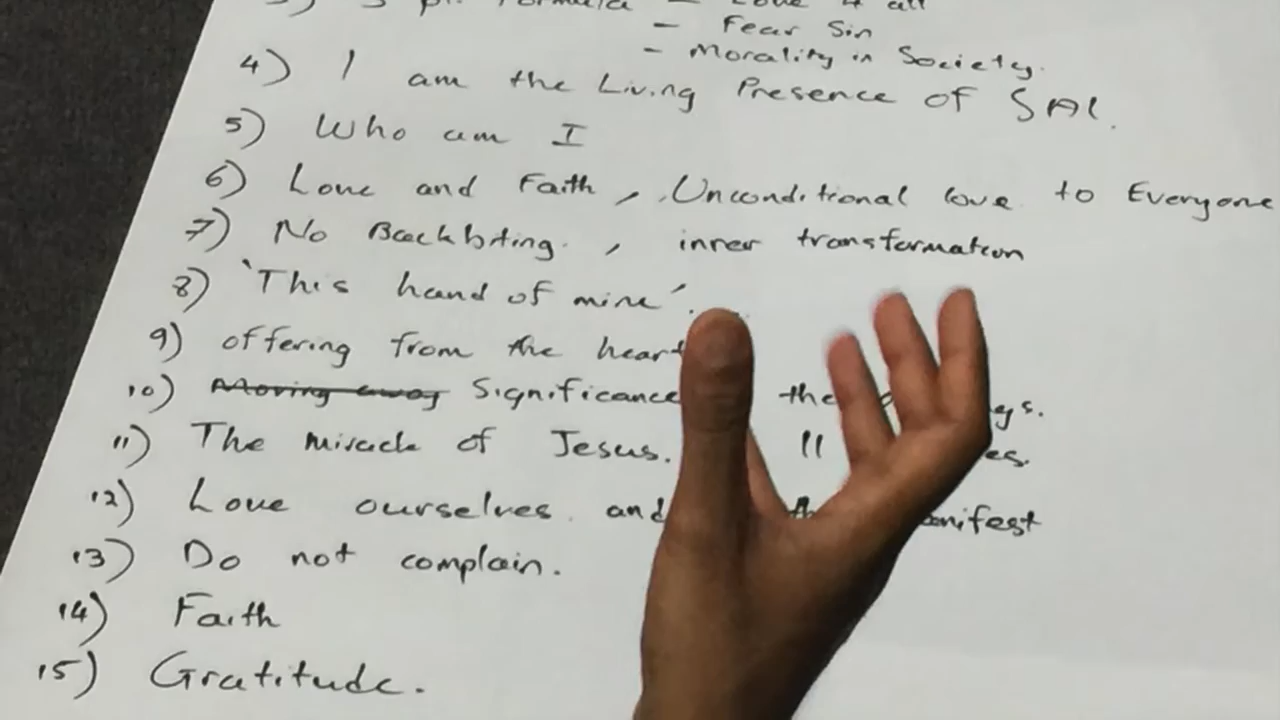 all
- Fear Sin
- Morality in Society.
4) I am the Living Presence of SAI.
5) Who am I
6) Love and Faith, Unconditional love to Everyone
7) No Backbiting, inner transformation
8) 'This hand of mine'.
9) offering from the heart
10) Moving away Significance
11) The miracle of Jesus. "
12) Love ourselves and manifest
13) Do not complain.
14) Faith
15) Gratitude.